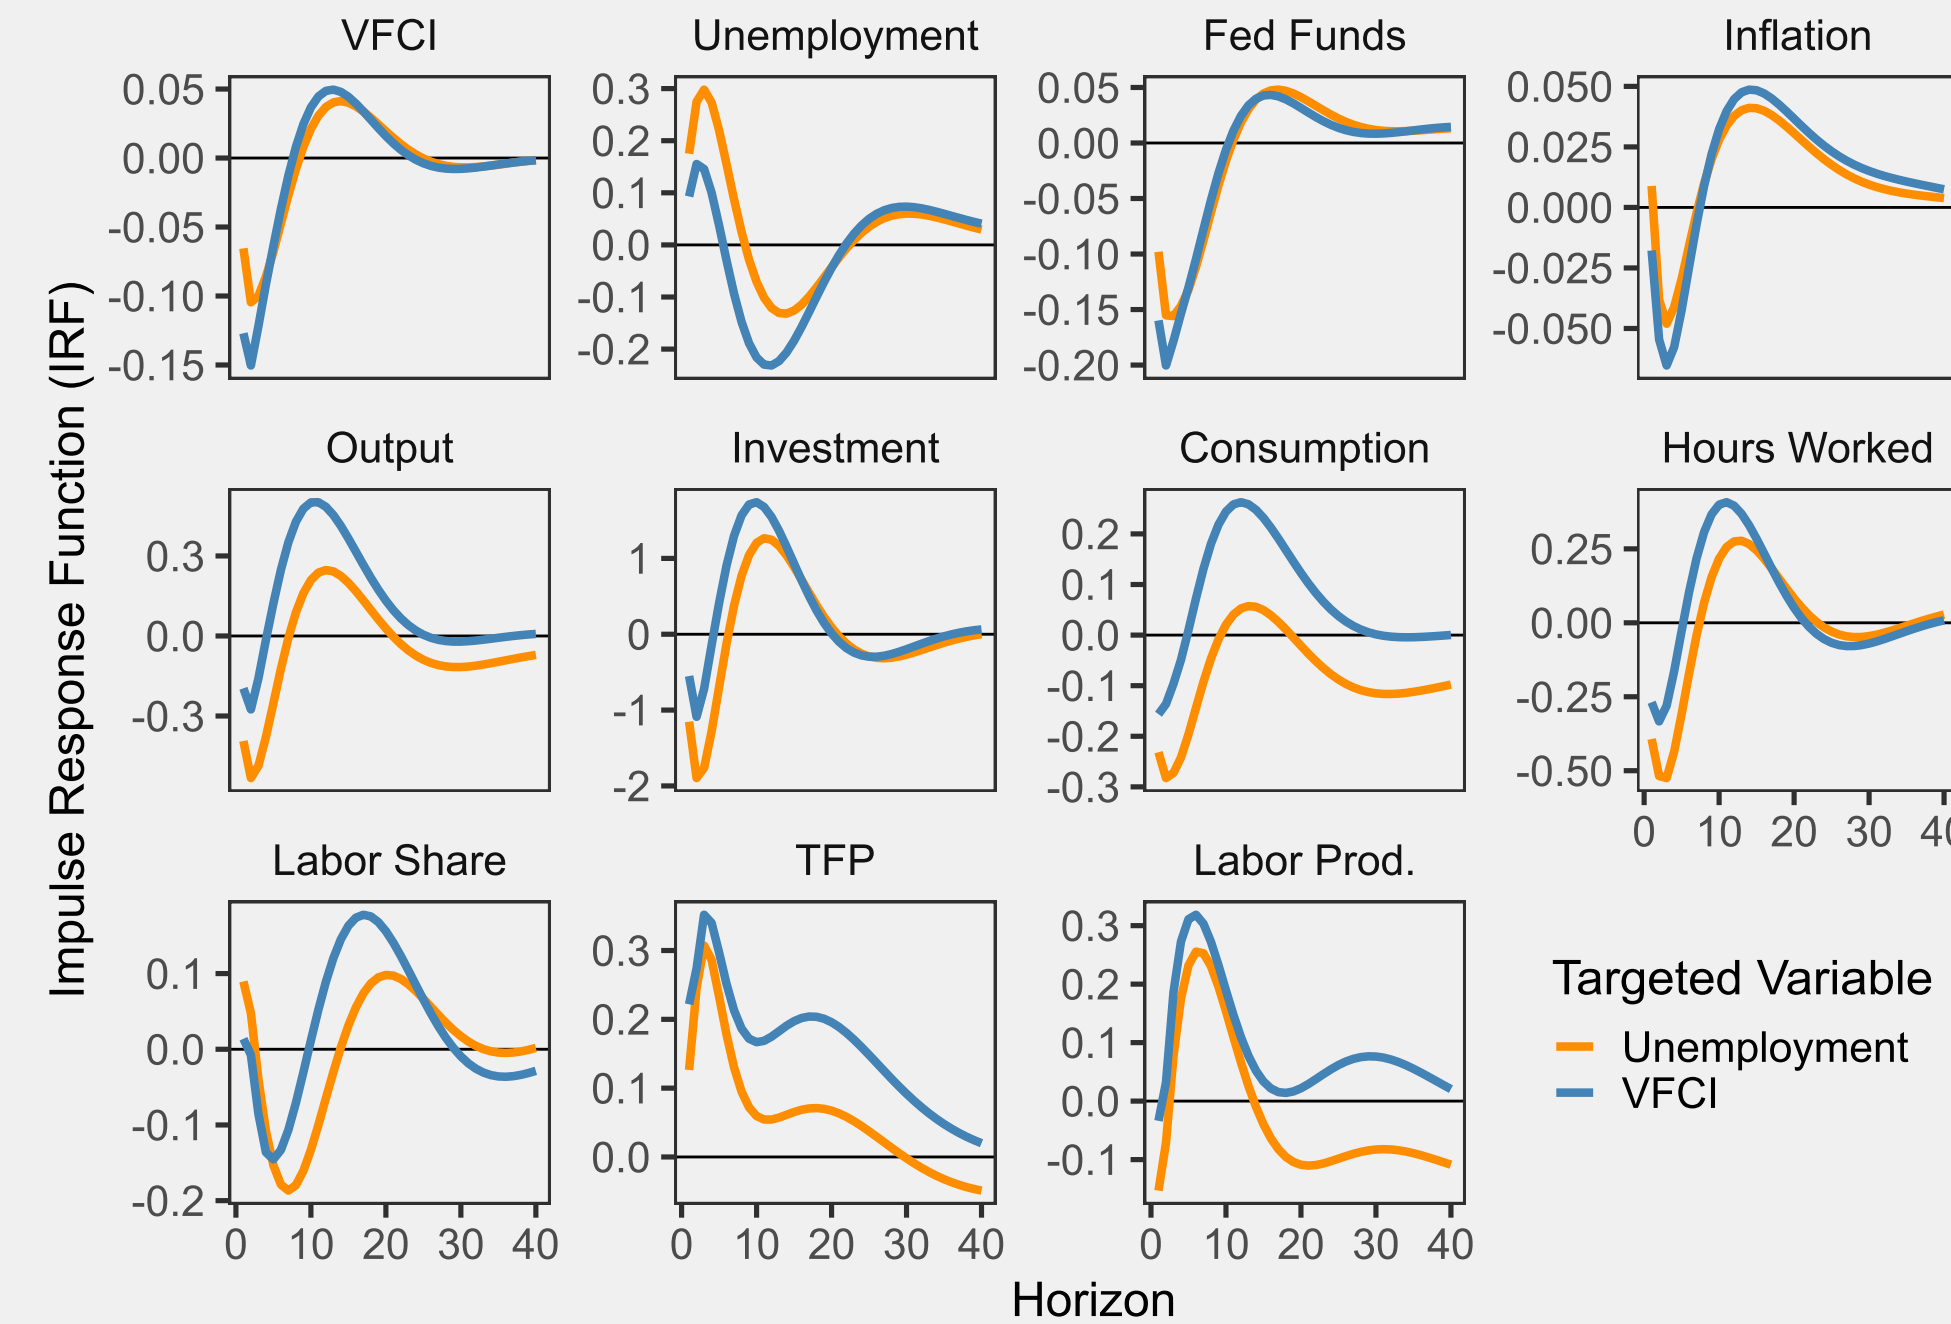 VFCI
Unemployment
Fed Funds
Inflation
0.05
0.00
-0.05
-0.10
-0.15
0.3
0.2
0.1
0.0
-0.1
-0.2
0.05
0.00
-0.05
-0.10
-0.15
-0.20
0.050
0.025
0.000
-0.025
-0.050
Impulse Response Function (IRF)
Output
Investment
Consumption
Hours Worked
0.3
0.0
-0.3
1
0
-1
-2
0.2
0.1
0.0
-0.1
-0.2
-0.3
0.25
0.00
-0.25
-0.50
0 10 20 30 40
Labor Share
TFP
Labor Prod.
0.1
0.0
-0.1
-0.2
0.3
0.2
0.1
0.0
0.3
0.2
0.1
0.0
-0.1
0 10 20 30 40
0 10 20 30 40
0 10 20 30 40
Horizon
Targeted Variable
Unemployment
VFCI